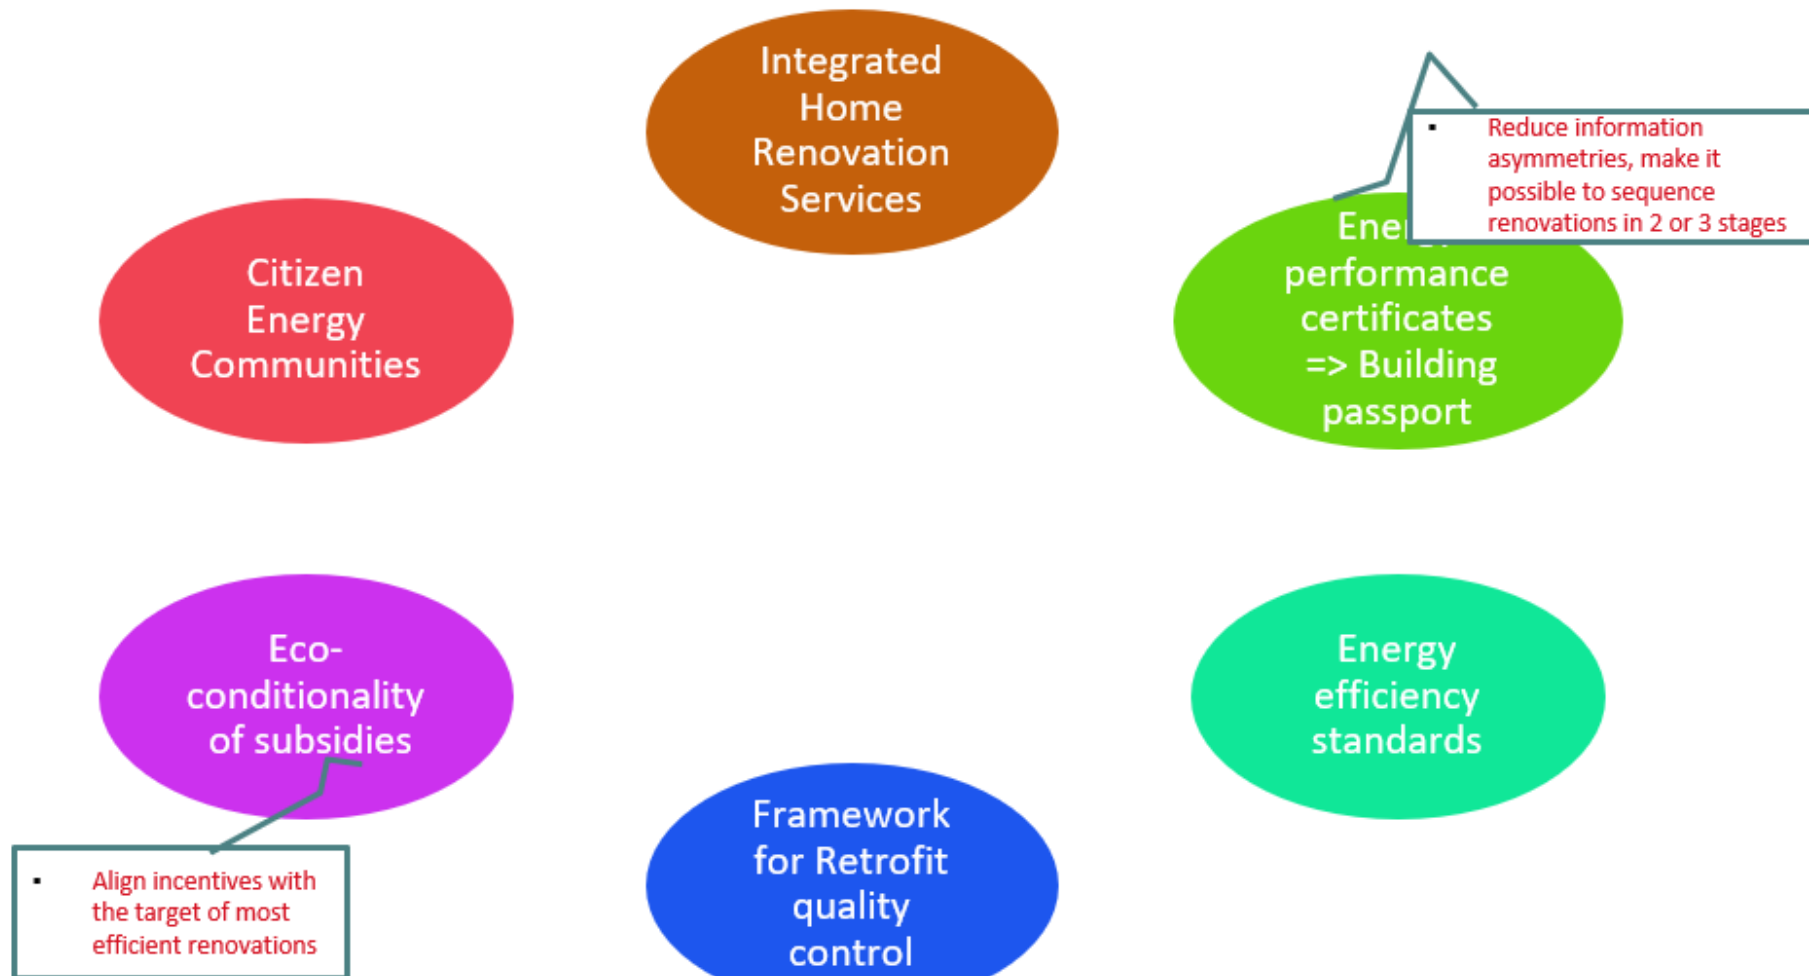 Integrated
Home
Renovation
Services
▪ Reduce information
asymmetries, make it
possible to sequence
renovations in 2 or 3 stages
Citizen
Energy
Communities
performance
certificates
=> Building
passport
Eco-
conditionality
of subsidies
Energy
efficiency
standards
Framework
for Retrofit
quality
control
▪ Align incentives with
the target of most
efficient renovations